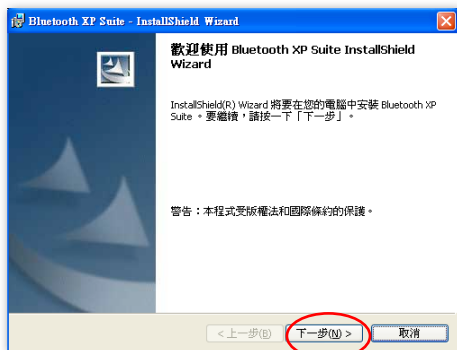 Bluetooth XP Suite - InstallShield Wizard
歡迎使用 Bluetooth XP Suite InstallShield
Wizard
InstallShield(R) Wizard 將要在您的電腦中安裝 Bluetooth XP
Suite。要繼續，請按一下「下一步」。
警告：本程式受版權法和國際條約的保護。
<上一步(B) 下一步(N) > 取消